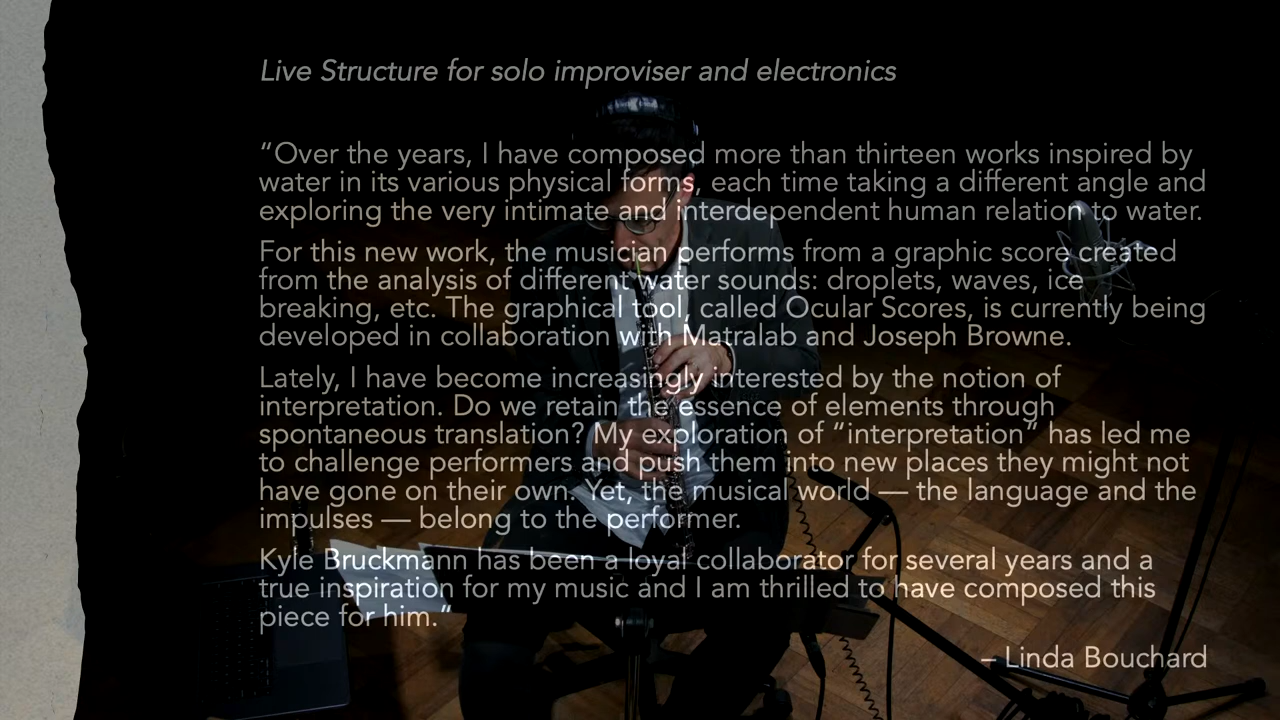 Live Structure for solo improviser and electronics
“Over the years, I have composed more than thirteen works inspired by
water in its various physical forms, each time taking a different angle and
exploring the very intimate and interdependent human relation to water.
For this new work, the musician performs from a graphic score created
from the analysis of different water sounds: droplets, waves, ice
breaking, etc. The graphical tool, called Ocular Scores, is currently being
developed in collaboration with Matralab and Joseph Browne.
Lately, I have become increasingly interested by the notion of
interpretation. Do we retain the essence of elements through
spontaneous translation? My exploration of “interpretation” has led me
to challenge performers and push them into new places they might not
have gone on their own. Yet, the musical world — the language and the
impulses — belong to the performer.
Kyle Bruckmann has been a loyal collaborator for several years and a
true inspiration for my music and I am thrilled to have composed this
piece for him.”
– Linda Bouchard